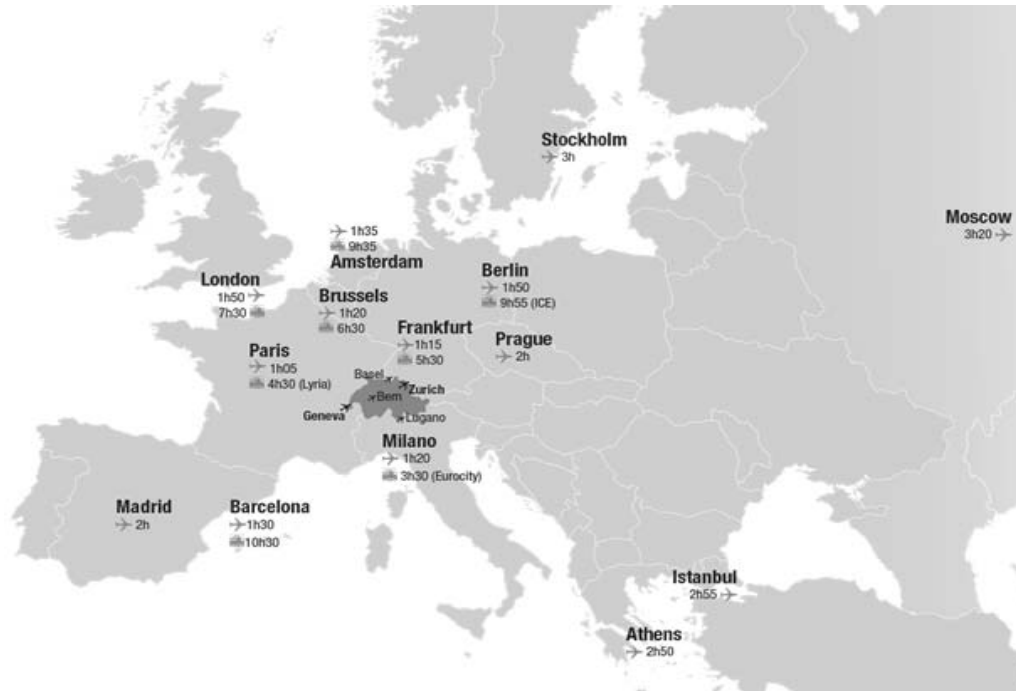 Stockholm
3h
Moscow
3h20
1h35
9h35
Amsterdam
London
1h50
7h30
Brussels
1h20
6h30
Berlin
1h50
9h55 (ICE)
Frankfurt
1h15
5h30
Prague
2h
Paris
1h05
4h30 (Lyria)
Basel
Zurich
Bern
Geneva
Lugano
Milano
1h20
3h30 (Eurocity)
Madrid
2h
Barcelona
1h30
10h30
Istanbul
2h55
Athens
2h50